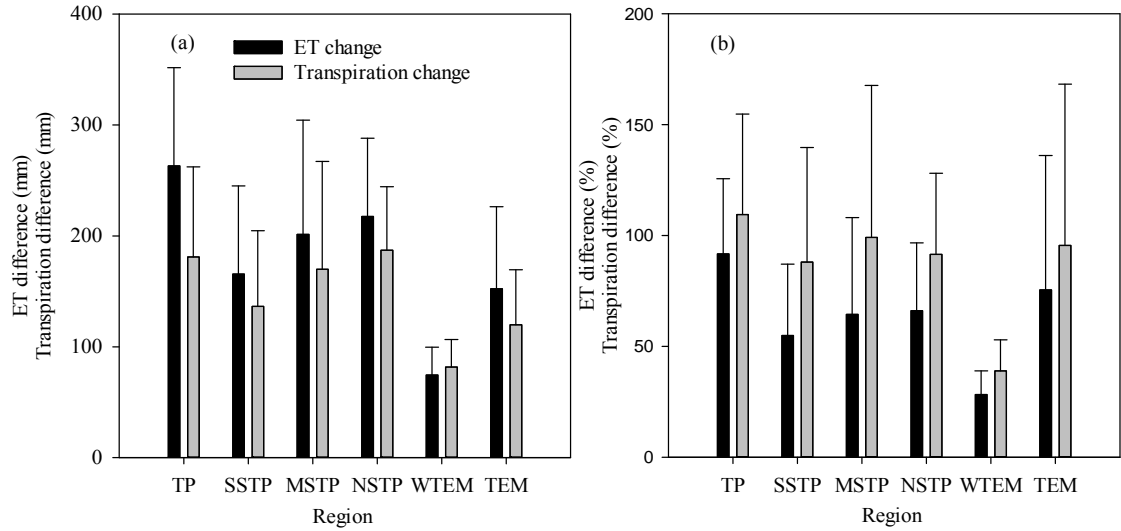 (a)
ET change
Transpiration change
400
300
200
100
0
ET difference (mm)
Transpiration difference (mm)
TP SSTP MSTP NSTP WTEM TEM
Region
(b)
200
150
100
50
0
ET difference (%)
Transpiration difference (%)
TP SSTP MSTP NSTP WTEM TEM
Region